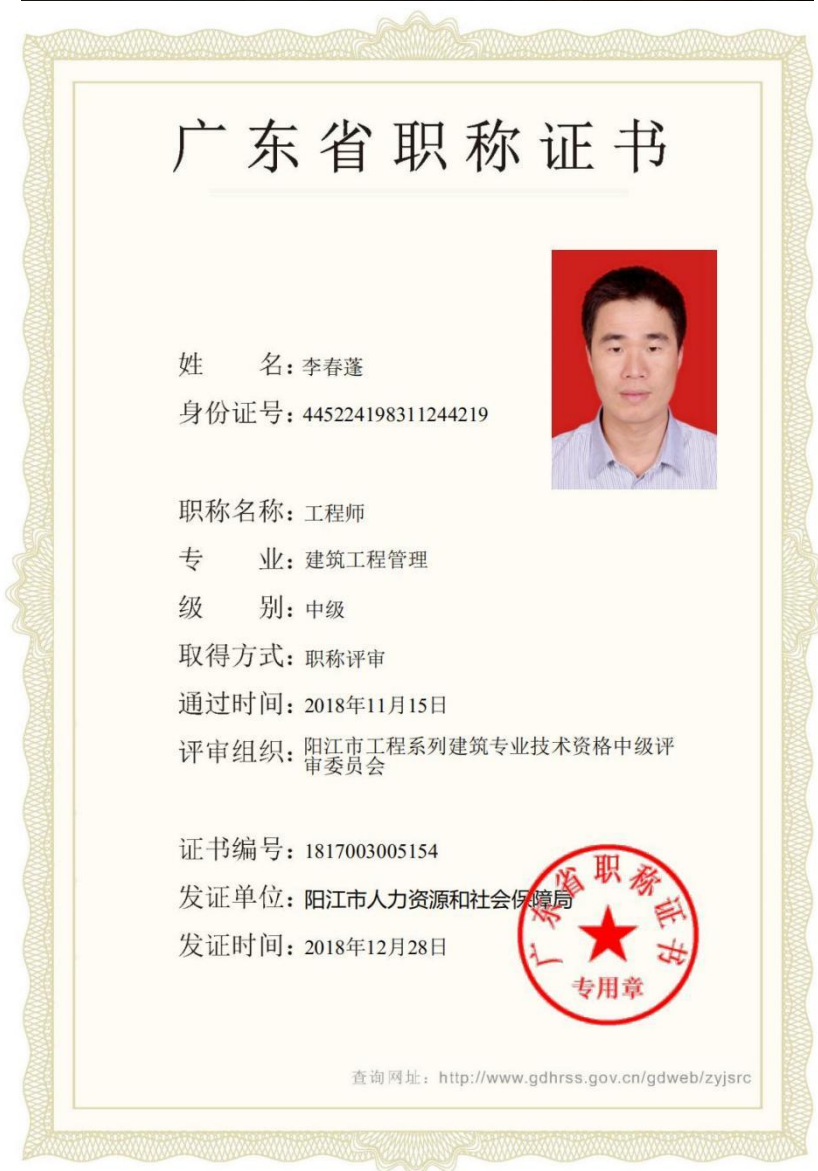 广东省职称证书
姓 名：李春蓬
身份证号：445224198311244219
职称名称：工程师
专 业：建筑工程管理
级 别：中级
取得方式：职称评审
通过时间：2018年11月15日
评审组织：阳江市工程系列建筑专业技术资格中级评
审委员会
证书编号：1817003005154
发证单位：阳江市人力资源和社会保障局
发证时间：2018年12月28日
广东省职称证书
专用章
查询网址：http://www.gdhrss.gov.cn/gdweb/zyjsrc